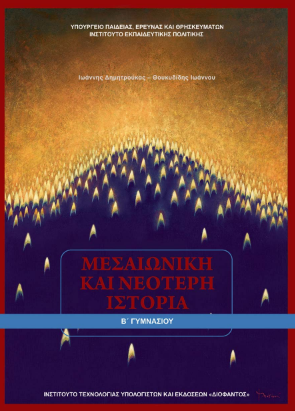 ΥΠΟΥΡΓΕΙΟ ΠΑΙΔΕΙΑΣ, ΕΡΕΥΝΑΣ ΚΑΙ ΘΡΗΣΚΕΥΜΑΤΩΝ
ΙΝΣΤΙΤΟΥΤΟ ΕΚΠΑΙΔΕΥΤΙΚΗΣ ΠΟΛΙΤΙΚΗΣ
Ιωάννης Δημητρούκας – Θουκυδίδης Ιωάννου
ΜΕΣΑΙΩΝΙΚΗ
ΚΑΙ ΝΕΟΤΕΡΗ
ΙΣΤΟΡΙΑ
Β΄ ΓΥΜΝΑΣΙΟΥ
ΙΝΣΤΙΤΟΥΤΟ ΤΕΧΝΟΛΟΓΙΑΣ ΥΠΟΛΟΓΙΣΤΩΝ ΚΑΙ ΕΚΔΟΣΕΩΝ «ΔΙΟΦΑΝΤΟΣ»